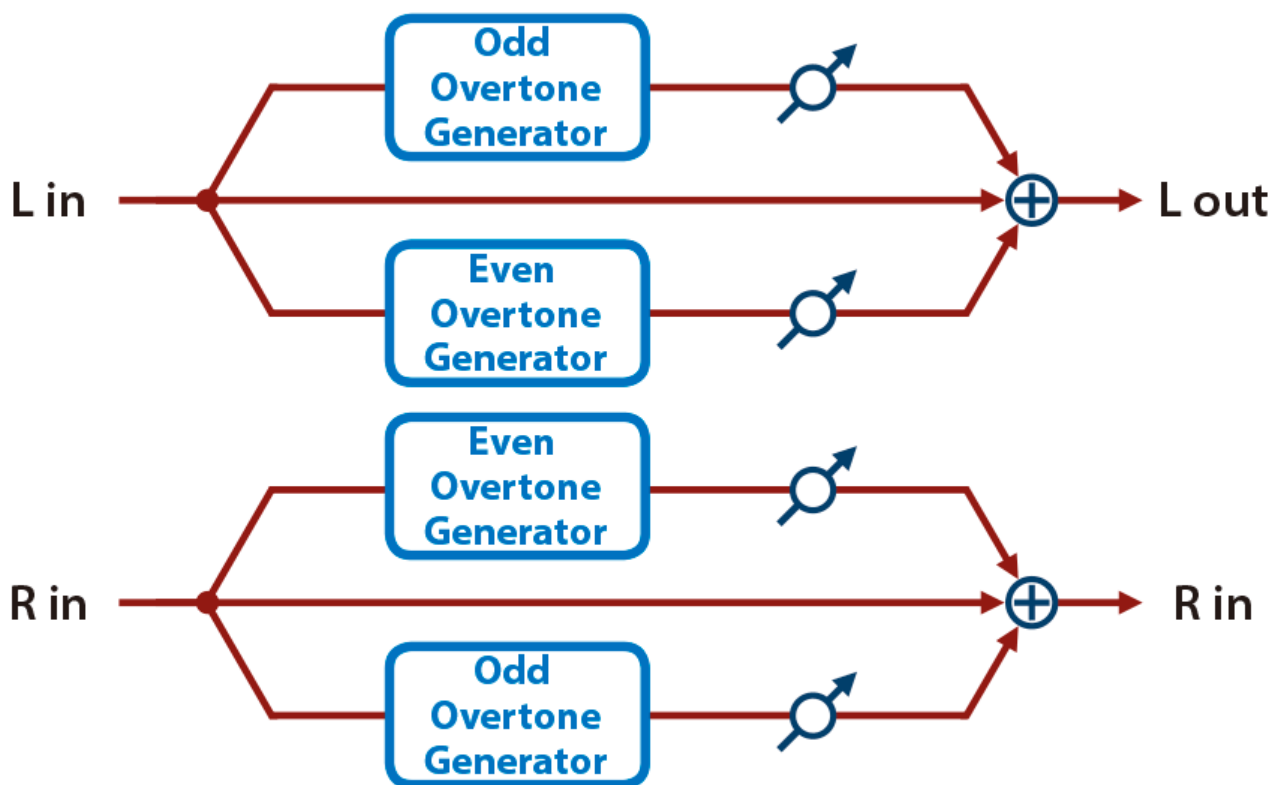 Odd
Overtone
Generator
L in
L out
Even
Overtone
Generator
Even
Overtone
Generator
R in
R in
Odd
Overtone
Generator